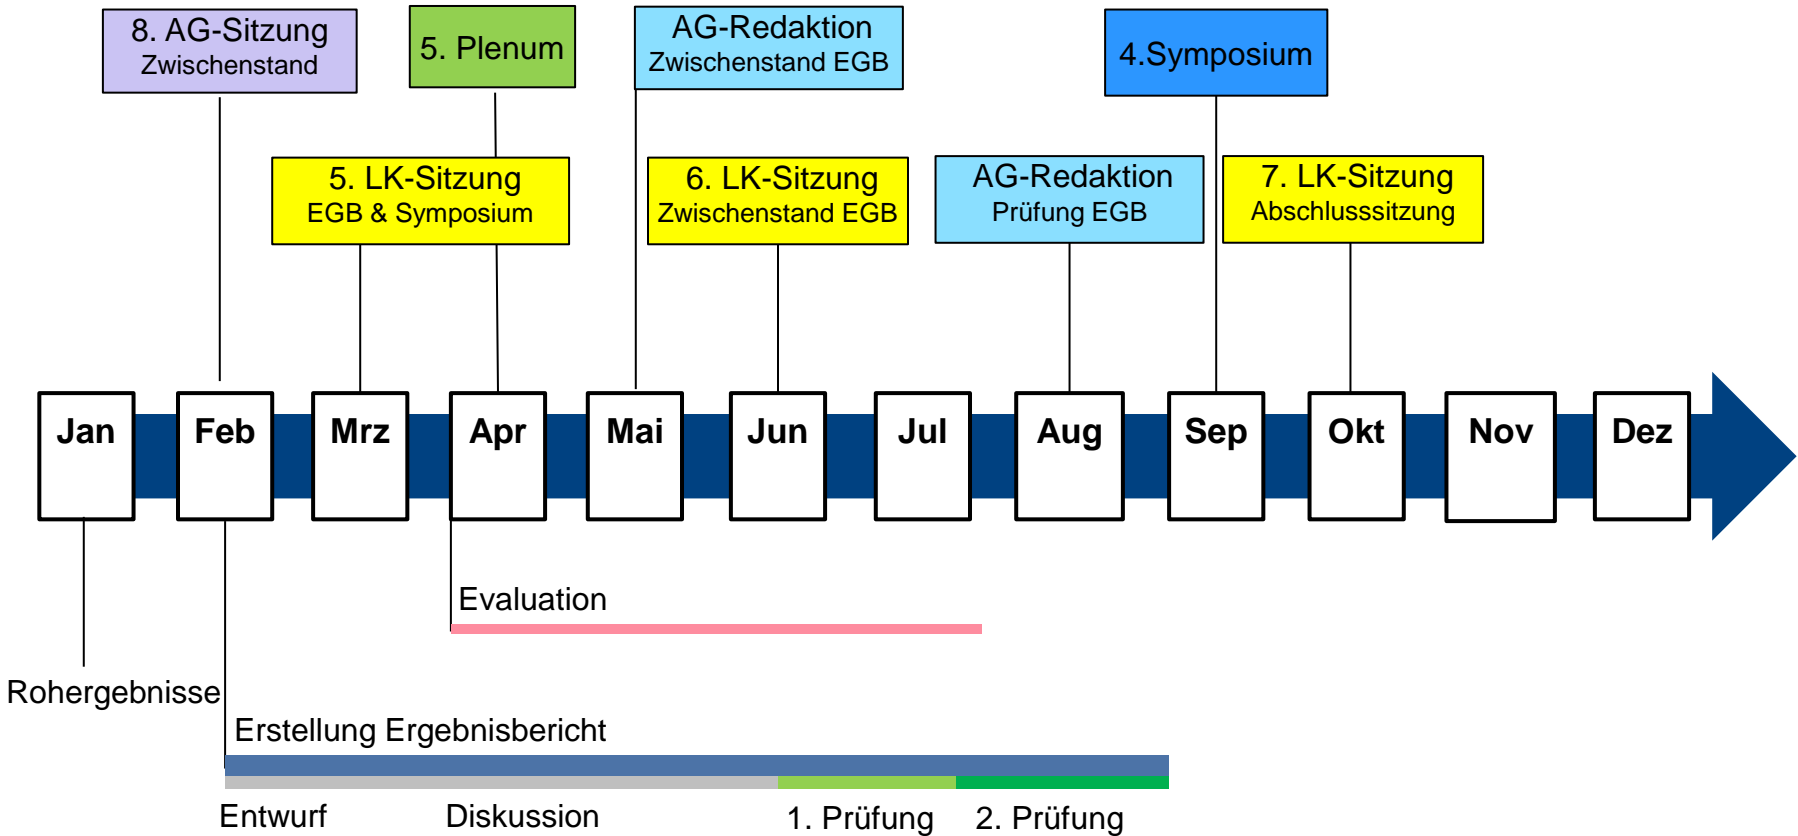 8. AG-Sitzung
Zwischenstand
5. Plenum
AG-Redaktion
Zwischenstand EGB
4.Symposium
5. LK-Sitzung
EGB & Symposium
6. LK-Sitzung
Zwischenstand EGB
AG-Redaktion
Prüfung EGB
7. LK-Sitzung
Abschlusssitzung
Jan
Feb
Mrz
Apr
Mai
Jun
Jul
Aug
Sep
Okt
Nov
Dez
Evaluation
Rohergebnisse
Erstellung Ergebnisbericht
Entwurf
Diskussion
1. Prüfung
2. Prüfung